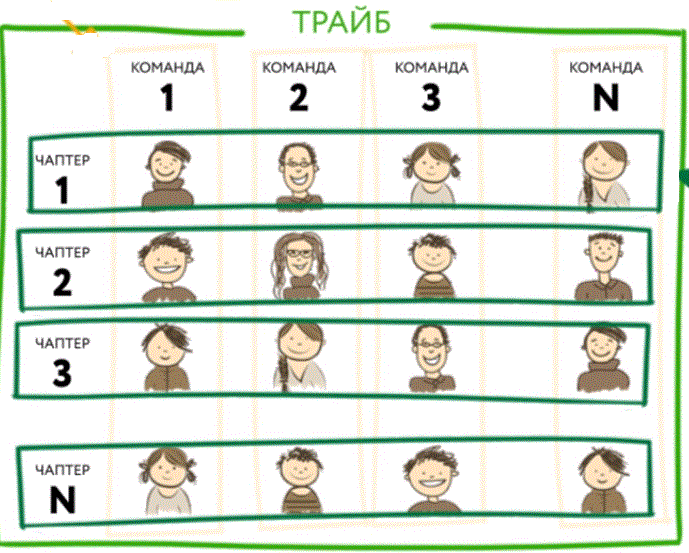 ТРАЙБ
КОМАНДА КОМАНДА КОМАНДА КОМАНДА
1 2 3 N
ЧАПТЕР
1
ЧАПТЕР
2
ЧАПТЕР
3
ЧАПТЕР
N